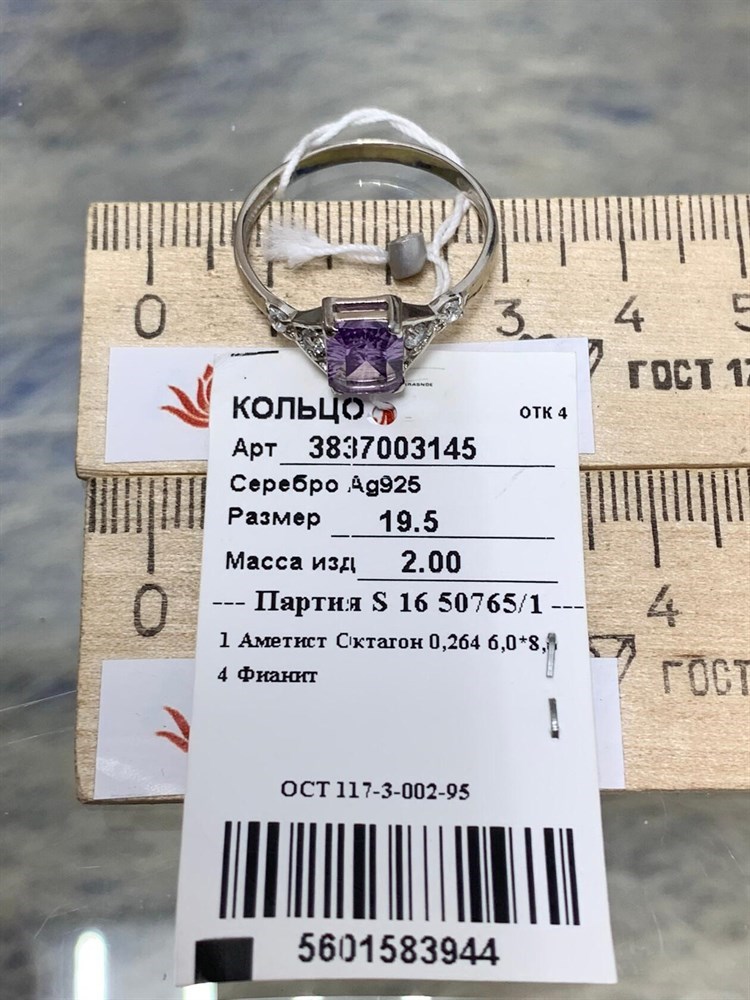 0 3 4 5
ГОСТ 17
КОЛЬЦО ОТК 4
Арт 3837003145
Серебро Ag925
Размер 19.5
Масса изд 2.00
--- Партия S 16 50765/1 ---
0 4
1 Аметист Октагон 0,264 6,0*8,
ГОСТ
4 Фианит
ОСТ 117-3-002-95
5601583944